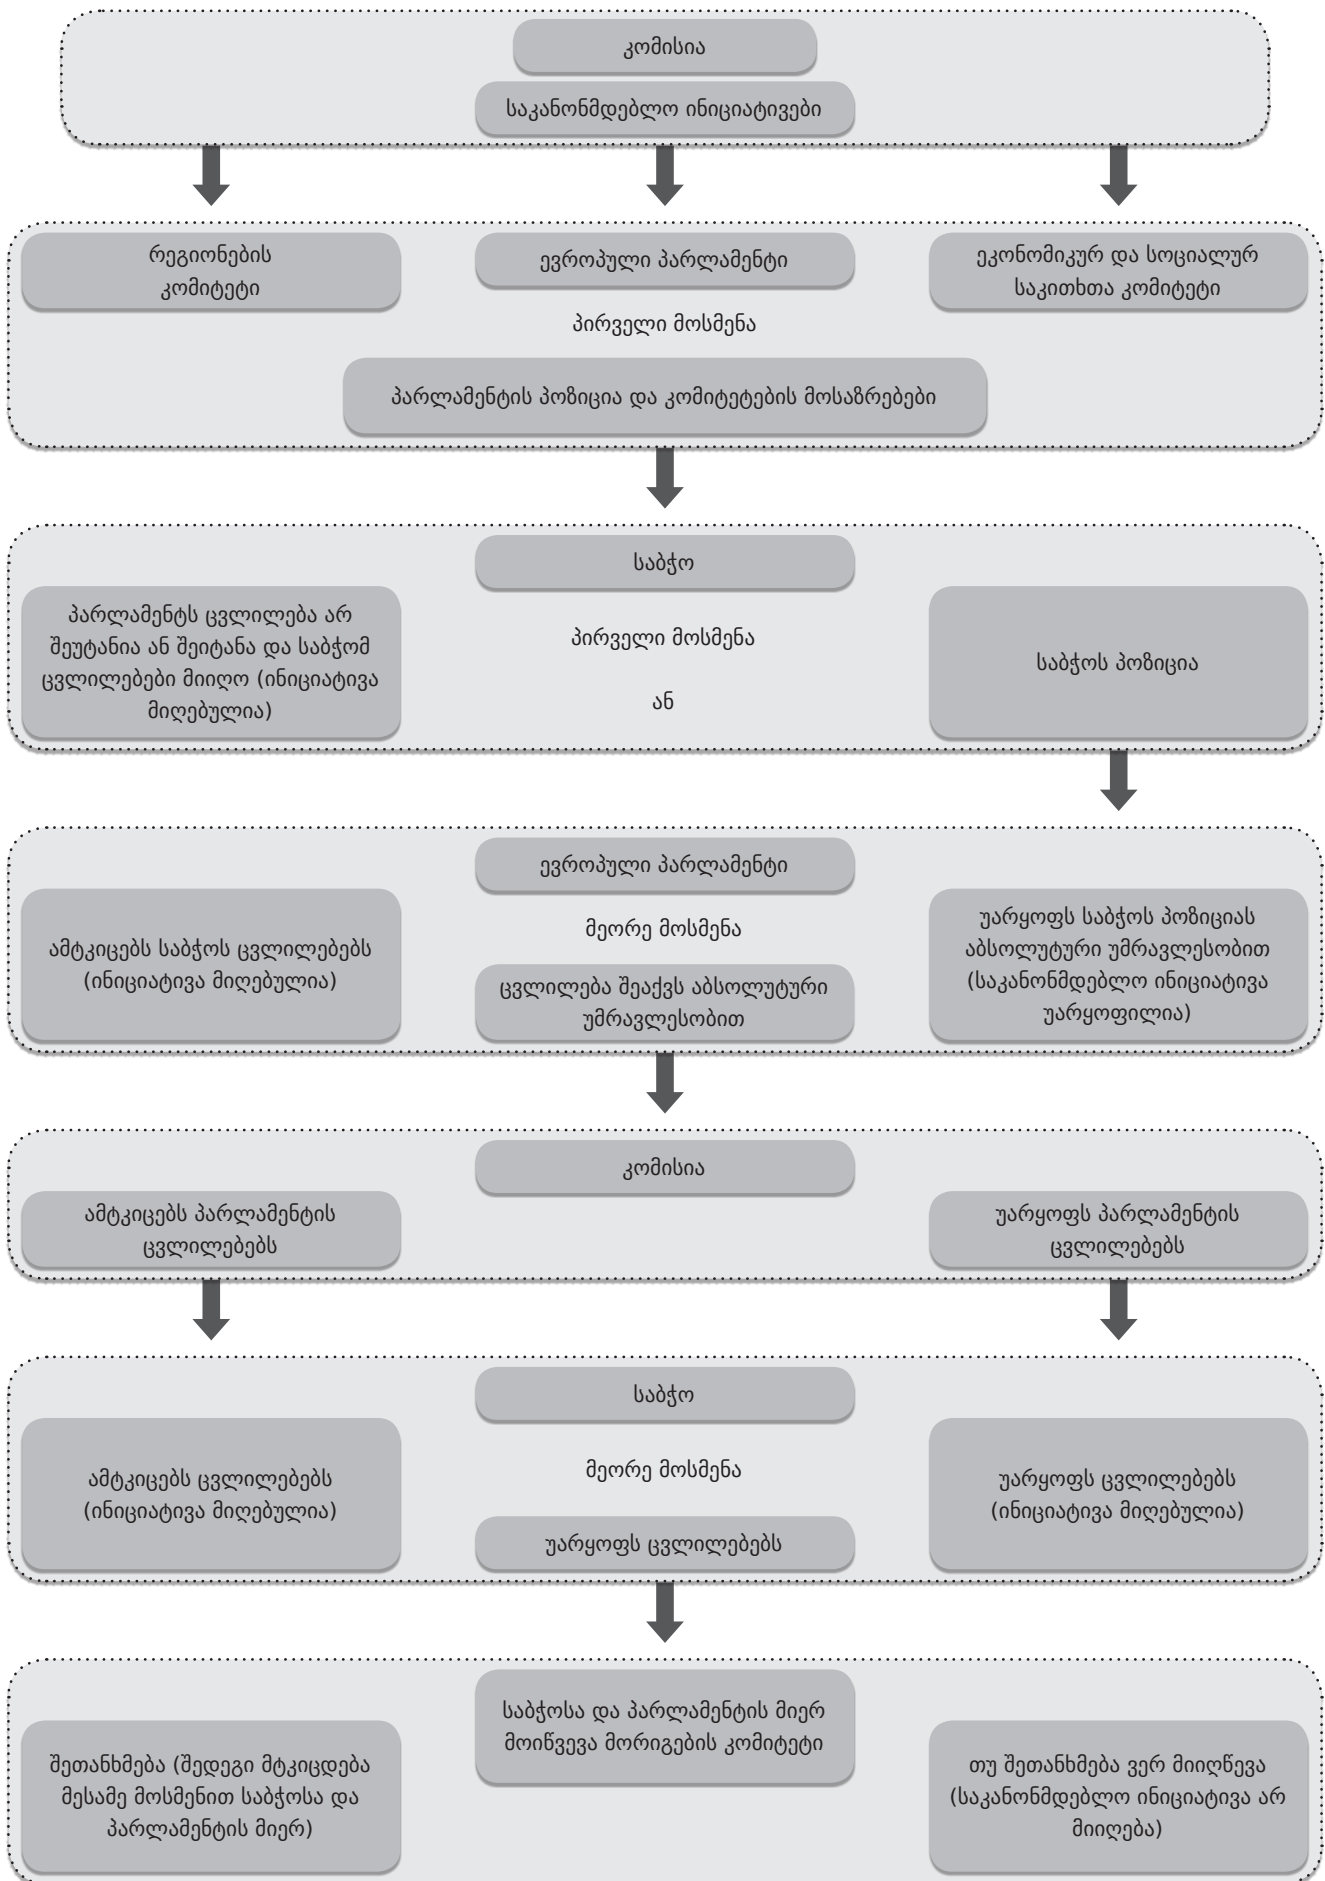 კომისია
საკანონმდებლო ინიციატივები
რეგიონების
კომიტეტი
ევროპული პარლამენტი
ეკონომიკურ და სოციალურ
საკითხთა კომიტეტი
პირველი მოსმენა
პარლამენტის პოზიცია და კომიტეტების მოსაზრებები
საბჭო
პარლამენტს ცვლილება არ
შეუტანია ან შეიტანა და საბჭომ
ცვლილებები მიიღო (ინიციატივა
მიღებულია)
პირველი მოსმენა
ან
საბჭოს პოზიცია
ევროპული პარლამენტი
ამტკიცებს საბჭოს ცვლილებებს
(ინიციატივა მიღებულია)
მეორე მოსმენა
ცვლილება შეაქვს აბსოლუტური
უმრავლესობით
უარყოფს საბჭოს პოზიციას
აბსოლუტური უმრავლესობით
(საკანონმდებლო ინიციატივა
უარყოფილია)
კომისია
ამტკიცებს პარლამენტის
ცვლილებებს
უარყოფს პარლამენტის
ცვლილებებს
საბჭო
ამტკიცებს ცვლილებებს
(ინიციატივა მიღებულია)
მეორე მოსმენა
უარყოფს ცვლილებებს
უარყოფს ცვლილებებს
(ინიციატივა მიღებულია)
საბჭოსა და პარლამენტის მიერ
მოიწვევა მორიგების კომიტეტი
შეთანხმება (შედეგი მტკიცდება
მესამე მოსმენით საბჭოსა და
პარლამენტის მიერ)
თუ შეთანხმება ვერ მიიღწევა
(საკანონმდებლო ინიციატივა არ
მიიღება)